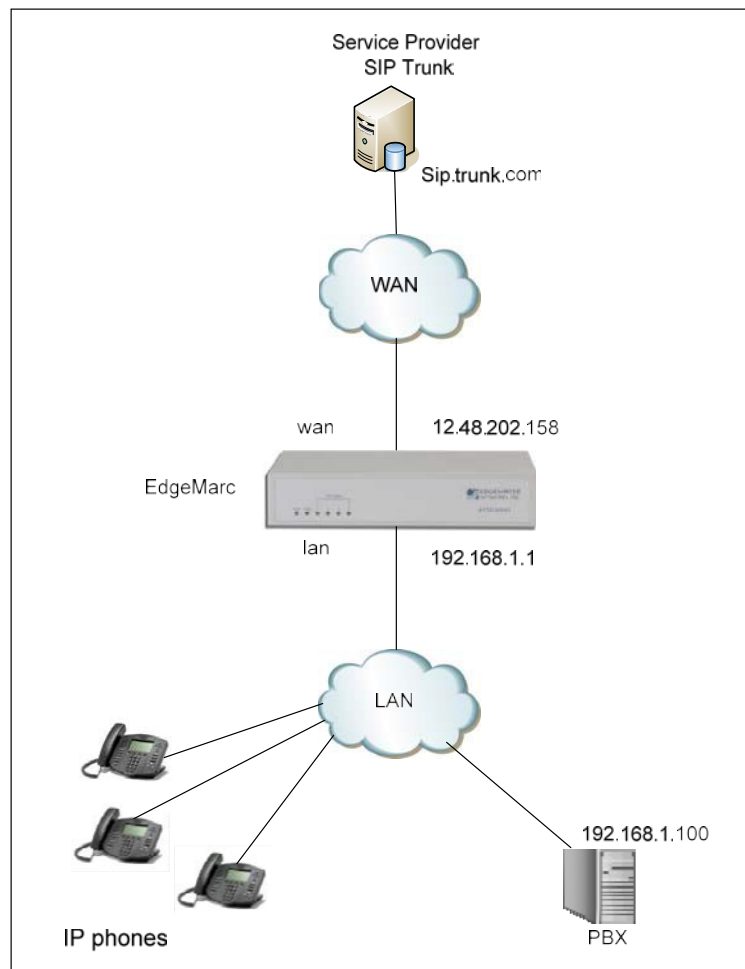 Service Provider
SIP Trunk
Sip.trunk.com
WAN
wan
12.48.202.158
EdgeMarc
lan
192.168.1.1
LAN
192.168.1.100
IP phones
PBX